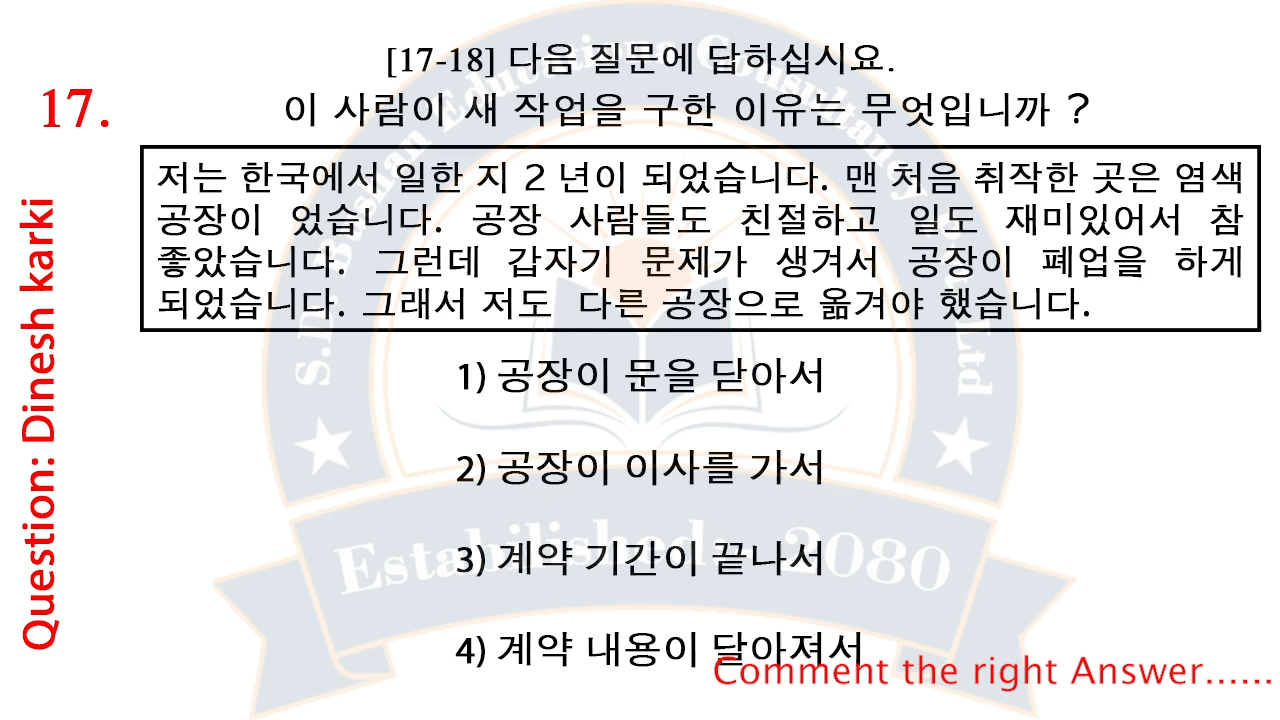 [17-18] 다음 질문에 답하십시요.
17. 이 사람이 새 작업을 구한 이유는 무엇입니까 ?
저는 한국에서 일한 지 2 년이 되었습니다. 맨 처음 취작한 곳은 염색
공장이 었습니다. 공장 사람들도 친절하고 일도 재미있어서 참
좋았습니다. 그런데 갑자기 문제가 생겨서 공장이 폐업을 하게
되었습니다. 그래서 저도 다른 공장으로 옮겨야 했습니다.
1) 공장이 문을 닫아서
2) 공장이 이사를 가서
3) 계약 기간이 끝나서
4) 계약 내용이 달아져서
Comment the right Answer......
Question: Dinesh karki
Educational Consultancy
Ltd
Established: 2080